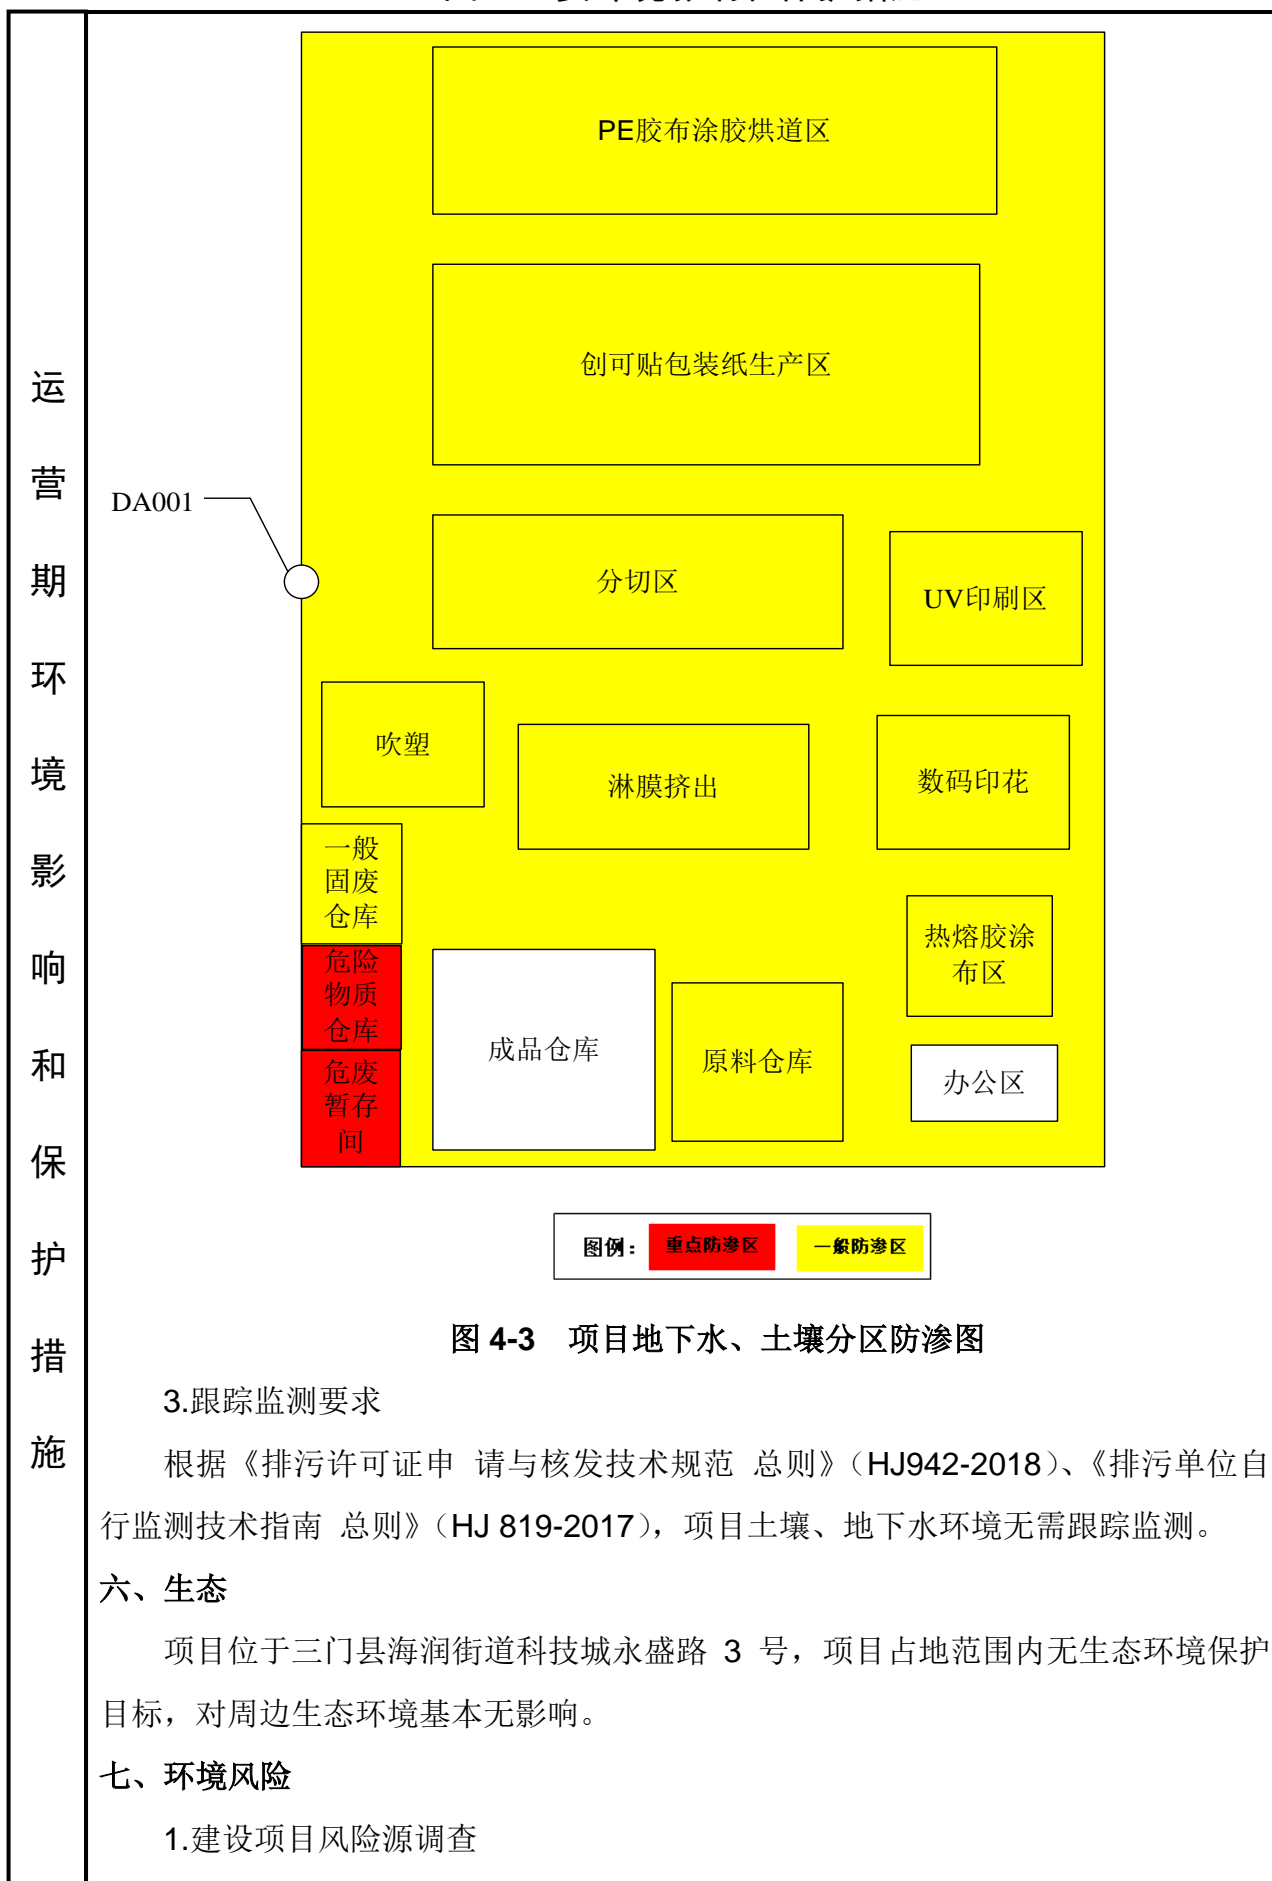 PE胶布涂胶烘道区
创可贴包装纸生产区
DA001
分切区
UV印刷区
吹塑
淋膜挤出
数码印花
一般
固废
仓库
危险
物质
仓库
危废
暂存
间
成品仓库
原料仓库
热熔胶涂
布区
办公区
图例：
重点防渗区
一般防渗区
图 4-3 项目地下水、土壤分区防渗图
运
营
期
环
境
影
响
和
保
护
措
施
3.跟踪监测要求
根据《排污许可证申 请与核发技术规范 总则》（HJ942-2018）、《排污单位自
行监测技术指南 总则》（HJ 819-2017），项目土壤、地下水环境无需跟踪监测。
六、生态
项目位于三门县海润街道科技城永盛路 3 号，项目占地范围内无生态环境保护
目标，对周边生态环境基本无影响。
七、环境风险
1.建设项目风险源调查